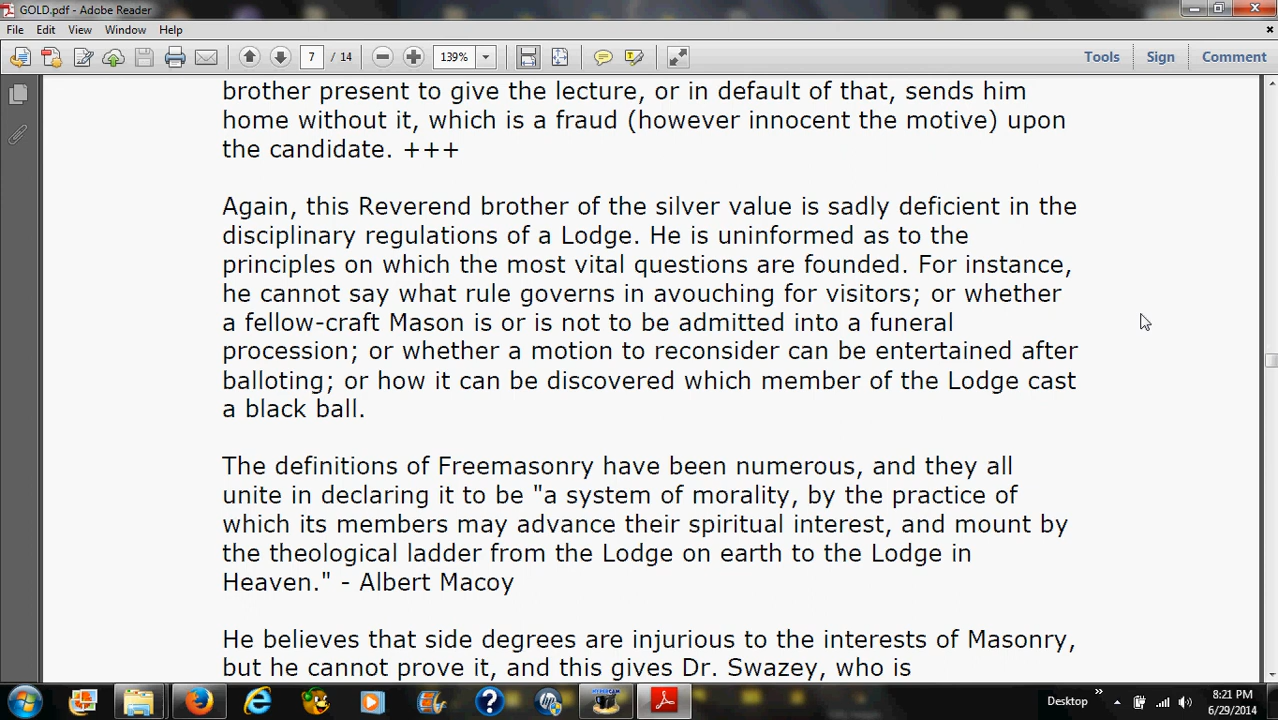 GOLD.pdf - Adobe Reader
File Edit View Window Help
7 / 14 139% Tools Sign Comment
brother present to give the lecture, or in default of that, sends him
home without it, which is a fraud (however innocent the motive) upon
the candidate. +++
Again, this Reverend brother of the silver value is sadly deficient in the
disciplinary regulations of a Lodge. He is uninformed as to the
principles on which the most vital questions are founded. For instance,
he cannot say what rule governs in avouching for visitors; or whether
a fellow-craft Mason is or is not to be admitted into a funeral
procession; or whether a motion to reconsider can be entertained after
balloting; or how it can be discovered which member of the Lodge cast
a black ball.
The definitions of Freemasonry have been numerous, and they all
unite in declaring it to be "a system of morality, by the practice of
which its members may advance their spiritual interest, and mount by
the theological ladder from the Lodge on earth to the Lodge in
Heaven." - Albert Macoy
He believes that side degrees are injurious to the interests of Masonry,
but he cannot prove it, and this gives Dr. Swazey, who is
Desktop
8:21 PM
6/29/2014